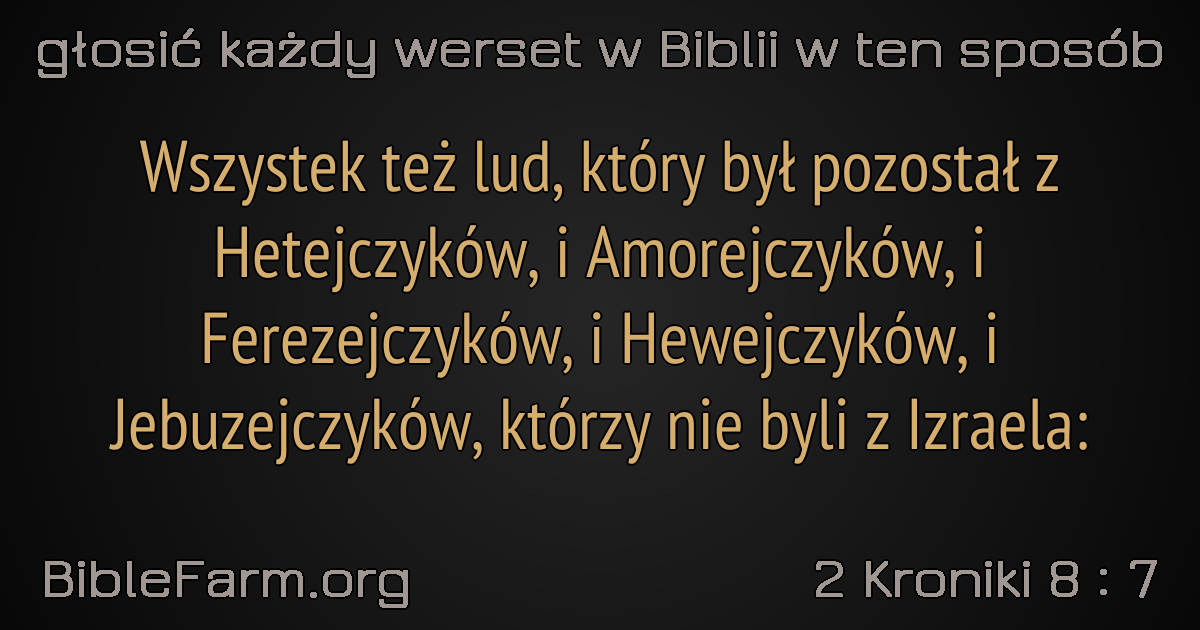 głosić każdy werset w Biblii w ten sposób
Wszystek też lud, który był pozostał z
Hetejczyków, i Amorejczyków, i
Ferezejczyków, i Hewejczyków, i
Jebuzejczyków, którzy nie byli z Izraela:
BibleFarm.org
2 Kroniki 8 : 7